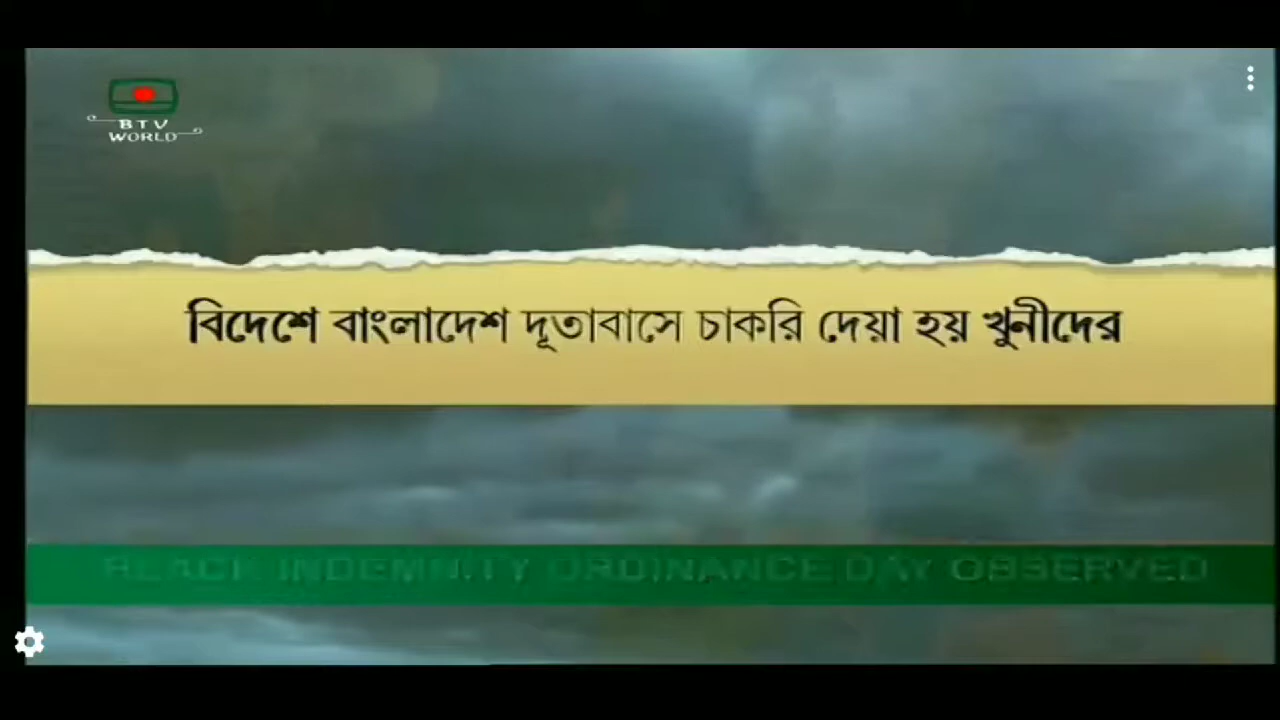 BTV
WORLD
বিদেশে বাংলাদেশ দূতাবাসে চাকরি দেয়া হয় খুনীদের
BLACK INDEMNITY ORDINANCE DAY OBSERVED